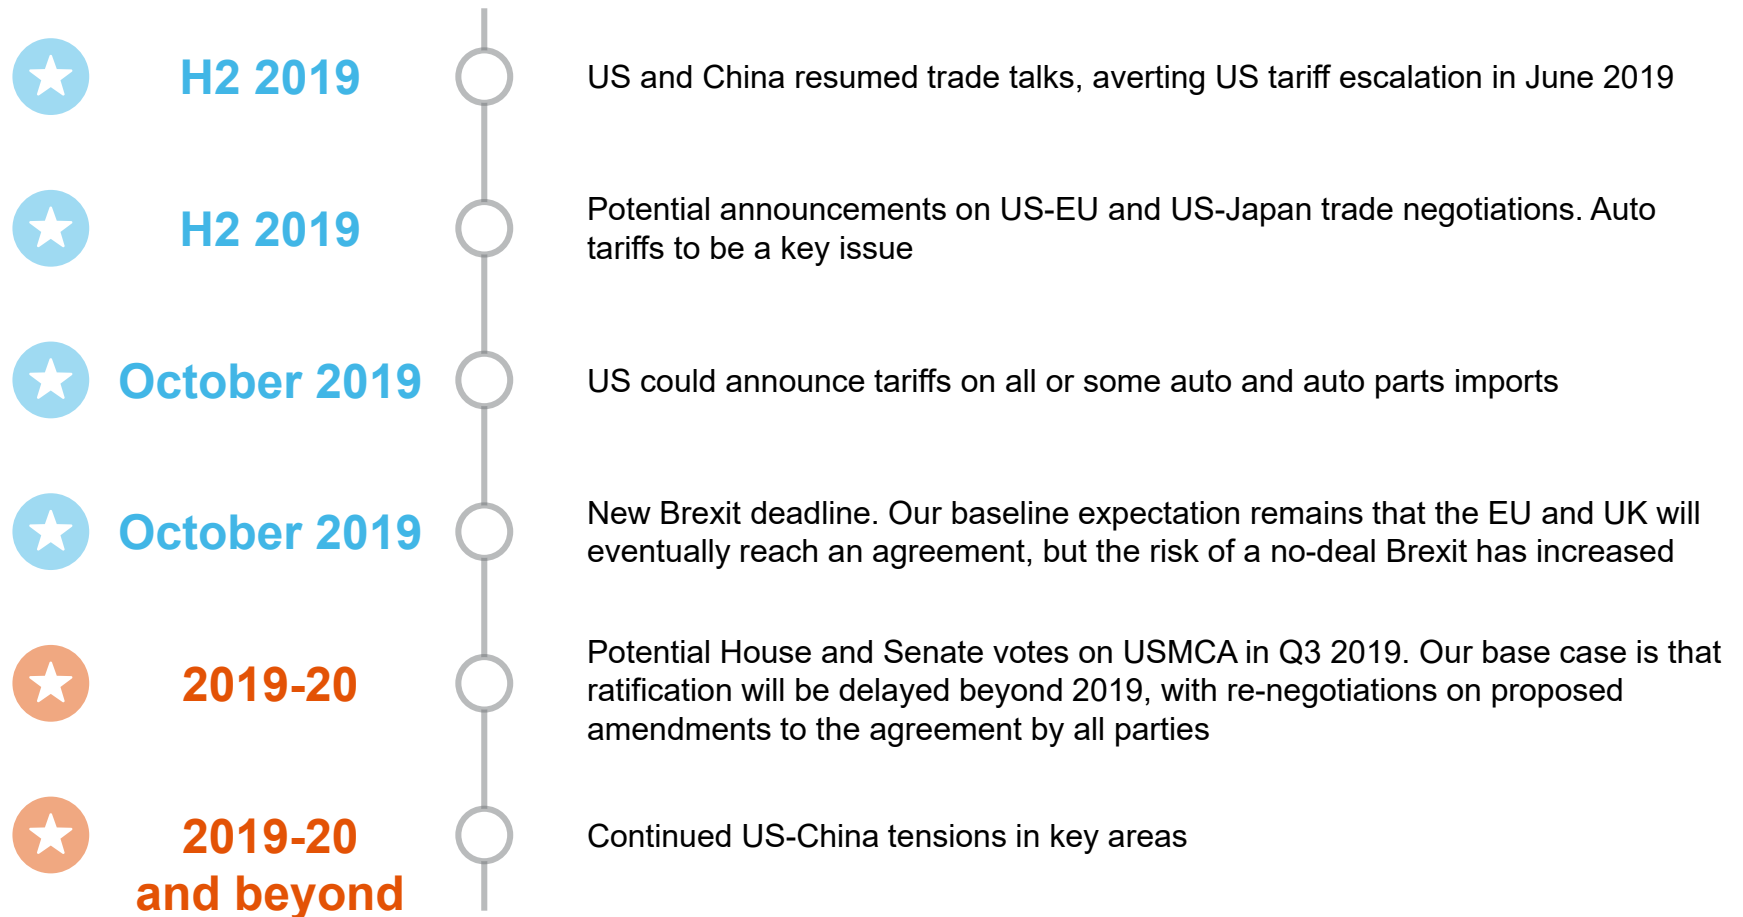 H2 2019
US and China resumed trade talks, averting US tariff escalation in June 2019
H2 2019
Potential announcements on US-EU and US-Japan trade negotiations. Auto
tariffs to be a key issue
October 2019
US could announce tariffs on all or some auto and auto parts imports
October 2019
New Brexit deadline. Our baseline expectation remains that the EU and UK will
eventually reach an agreement, but the risk of a no-deal Brexit has increased
2019-20
Potential House and Senate votes on USMCA in Q3 2019. Our base case is that
ratification will be delayed beyond 2019, with re-negotiations on proposed
amendments to the agreement by all parties
2019-20
and beyond
Continued US-China tensions in key areas